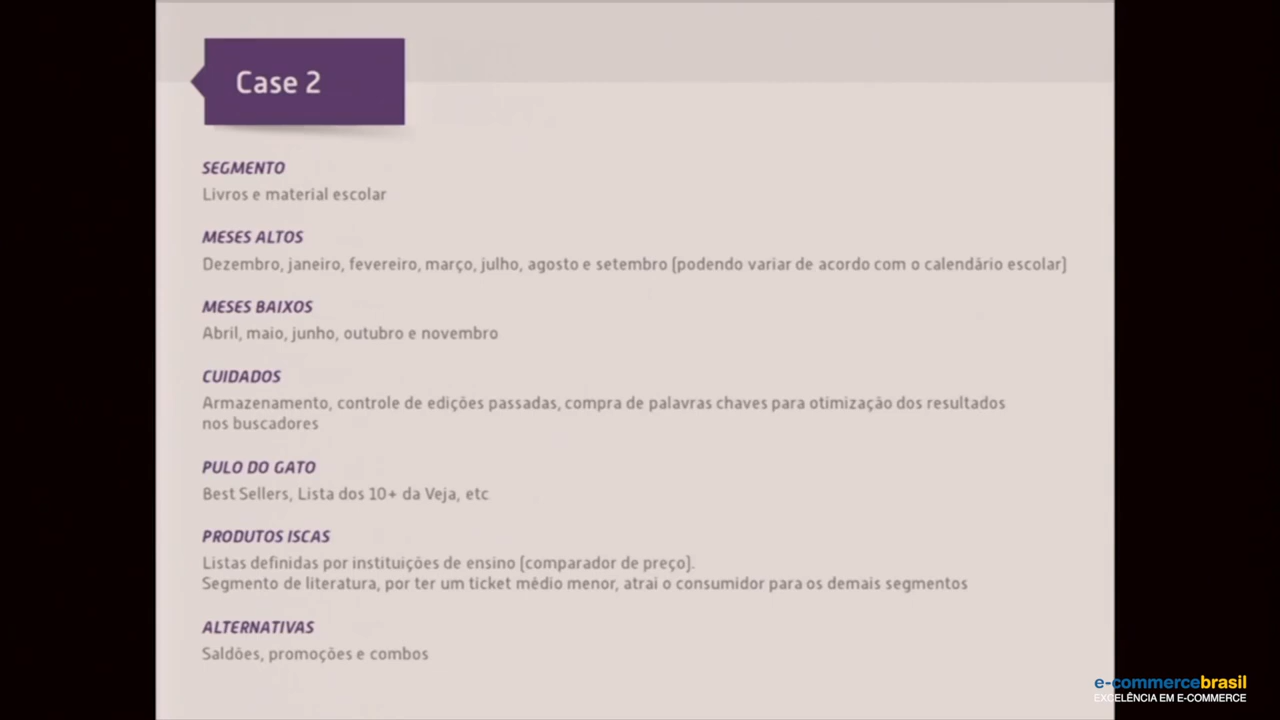 Case 2
SEGMENTO
Livros e material escolar
MESES ALTOS
Dezembro, janeiro, fevereiro, março, julho, agosto e setembro (podendo variar de acordo com o calendário escolar)
MESES BAIXOS
Abril, maio, junho, outubro e novembro
CUIDADOS
Armazenamento, controle de edições passadas, compra de palavras chaves para otimização dos resultados
nos buscadores
PULO DO GATO
Best Sellers, Lista dos 10+ da Veja, etc
PRODUTOS ISCAS
Listas definidas por instituições de ensino (comparador de preço).
Segmento de literatura, por ter um ticket médio menor, atrai o consumidor para os demais segmentos
ALTERNATIVAS
Saldões, promoções e combos
e-commercebrasil
EXCELÊNCIA EM E-COMMERCE